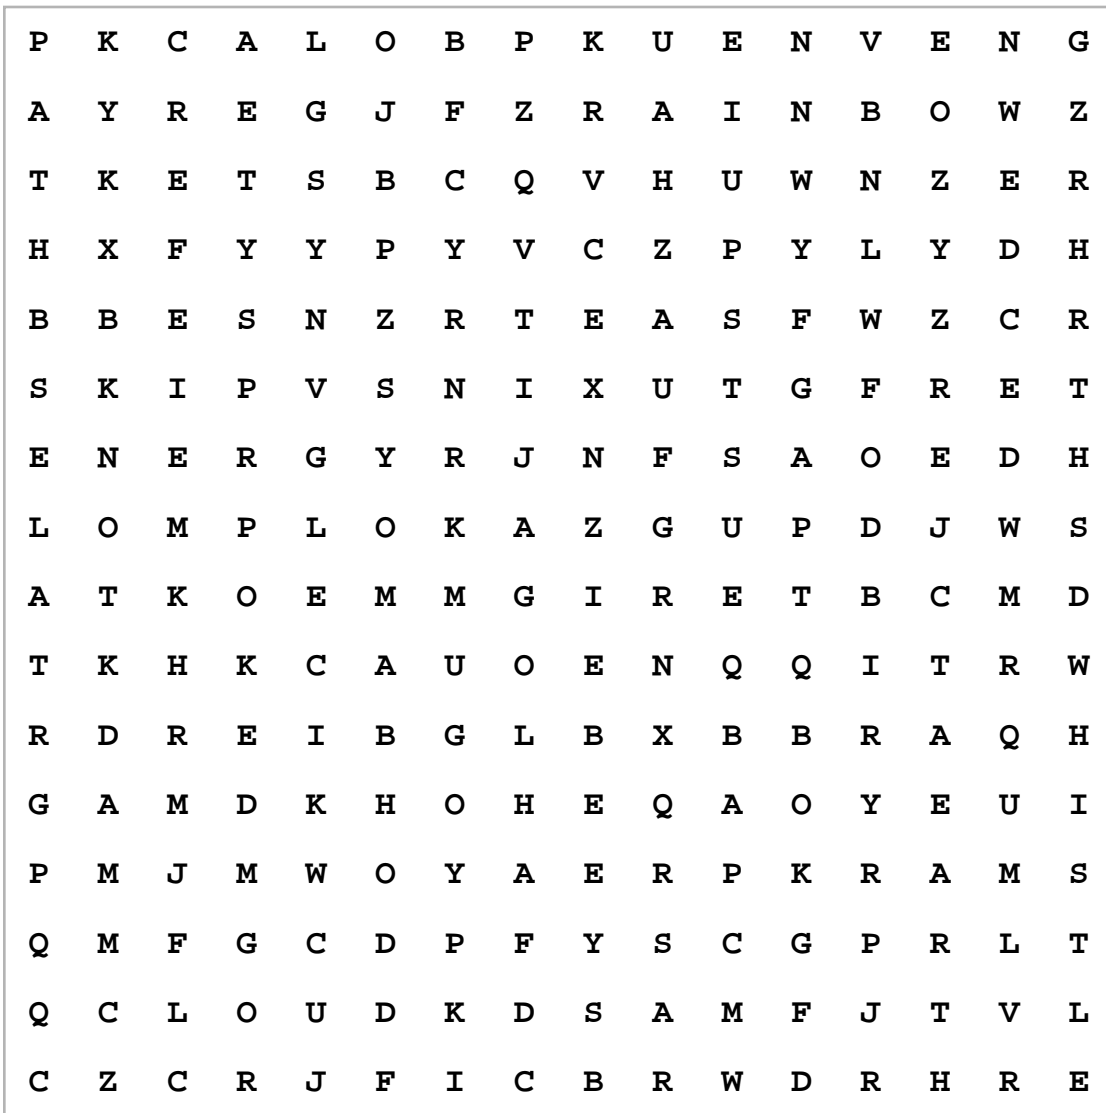 P K C A L O B P K U E N V E N G
A Y R E G J F Z R A I N B O W Z
T K E T S B C Q V H U W N Z E R
H X F Y Y P Y V C Z P Y L Y D H
B B E S N Z R T E A S F W Z C R
S K I P V S N I X U T G F R E T
E N E R G Y R J N F S A O E D H
L O M P L O K A Z G U P D J W S
A T K O E M M G I R E T B C M D
T K H K C A U O E N Q Q I T R W
R D R E I B G L B X B B R A Q H
G A M D K H O H E Q A O Y E U I
P M J M W O Y A E R P K R A M S
Q M F G C D P F Y S C G P R L T
Q C L O U D K D S A M F J T V L
C Z C R J F I C B R W D R H R E